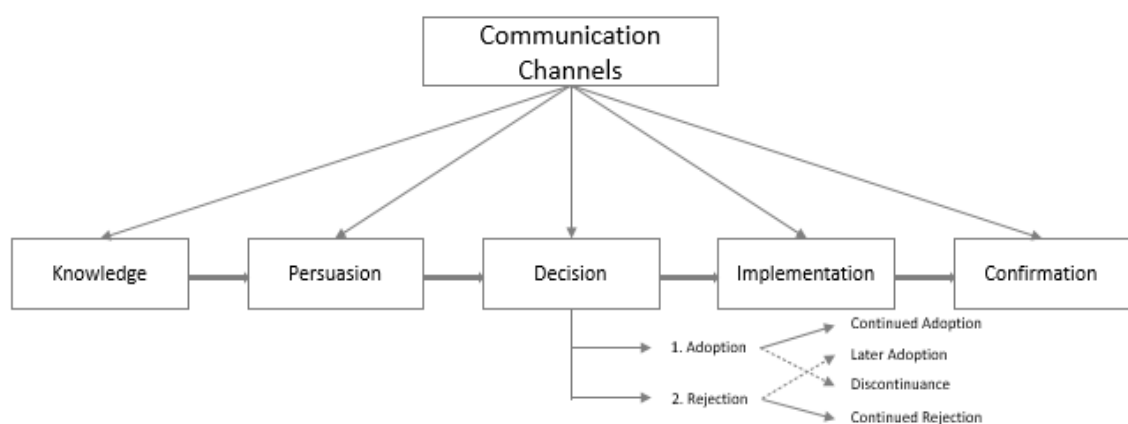 Communication
Channels
Knowledge
Persuasion
Decision
Implementation
Confirmation
1. Adoption
Continued Adoption
Later Adoption
Discontinuance
2. Rejection
Continued Rejection